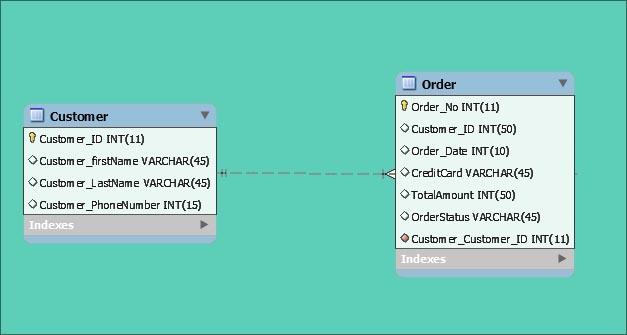 Customer
Customer_ID INT(11)
Customer_firstName VARCHAR(45)
Customer_LastName VARCHAR(45)
Customer_PhoneNumber INT(15)
Indexes
Order
Order_No INT(11)
Customer_ID INT(50)
Order_Date INT(10)
CreditCard VARCHAR(45)
TotalAmount INT(50)
OrderStatus VARCHAR(45)
Customer_Customer_ID INT(11)
Indexes